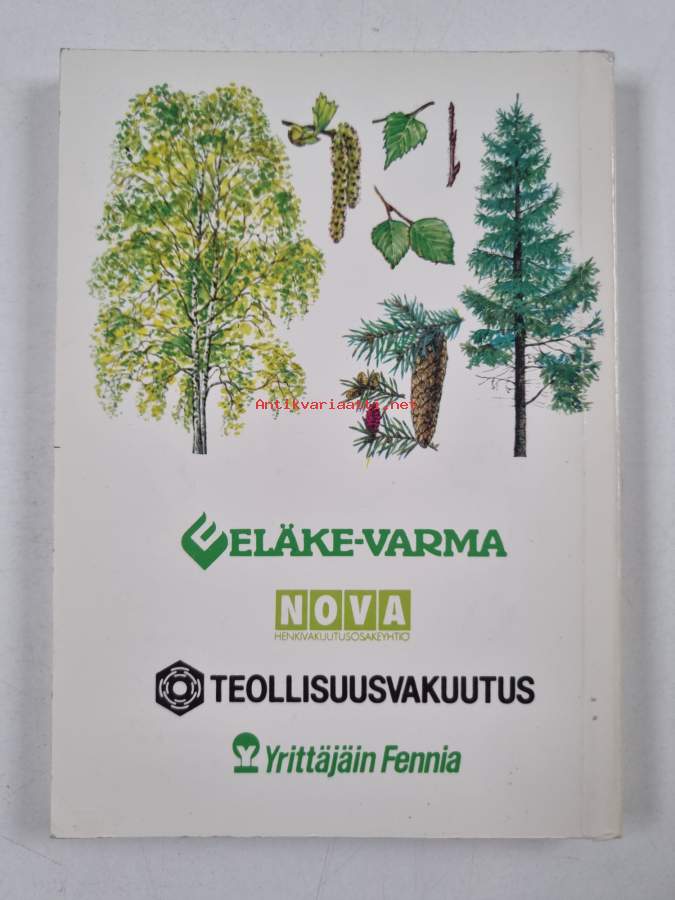 Antikvariaatti.net
ELÄKE-VARMA
NOVA
HENKIVAKUUTUSOSAKEYHTIÖ
TEOLLISUUSVAKUUTUS
Yrittäjäin Fennia